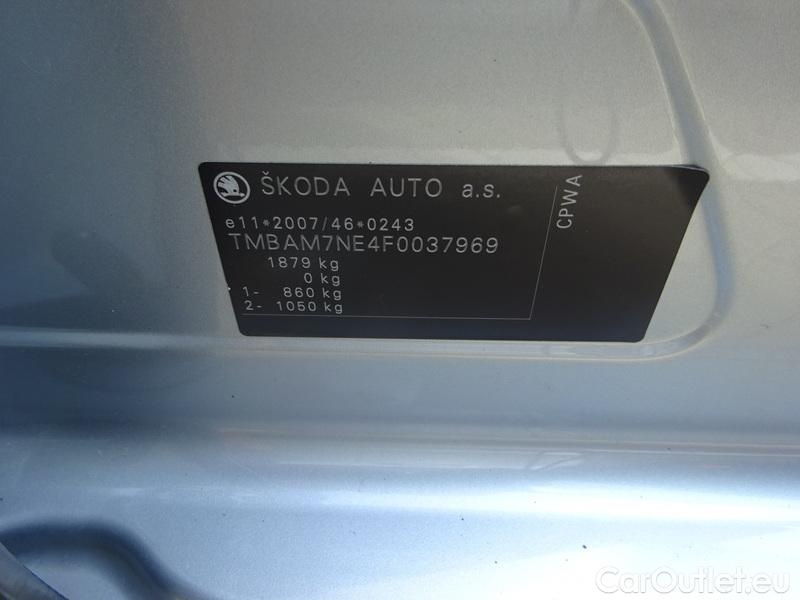 ŠKODA AUTO a.s.
e11*2007/46*0243
TMBAM7NE4F0037969
1879 kg
0 kg
1- 860 kg
2- 1050 kg
CPWA
CarOutlet.eu